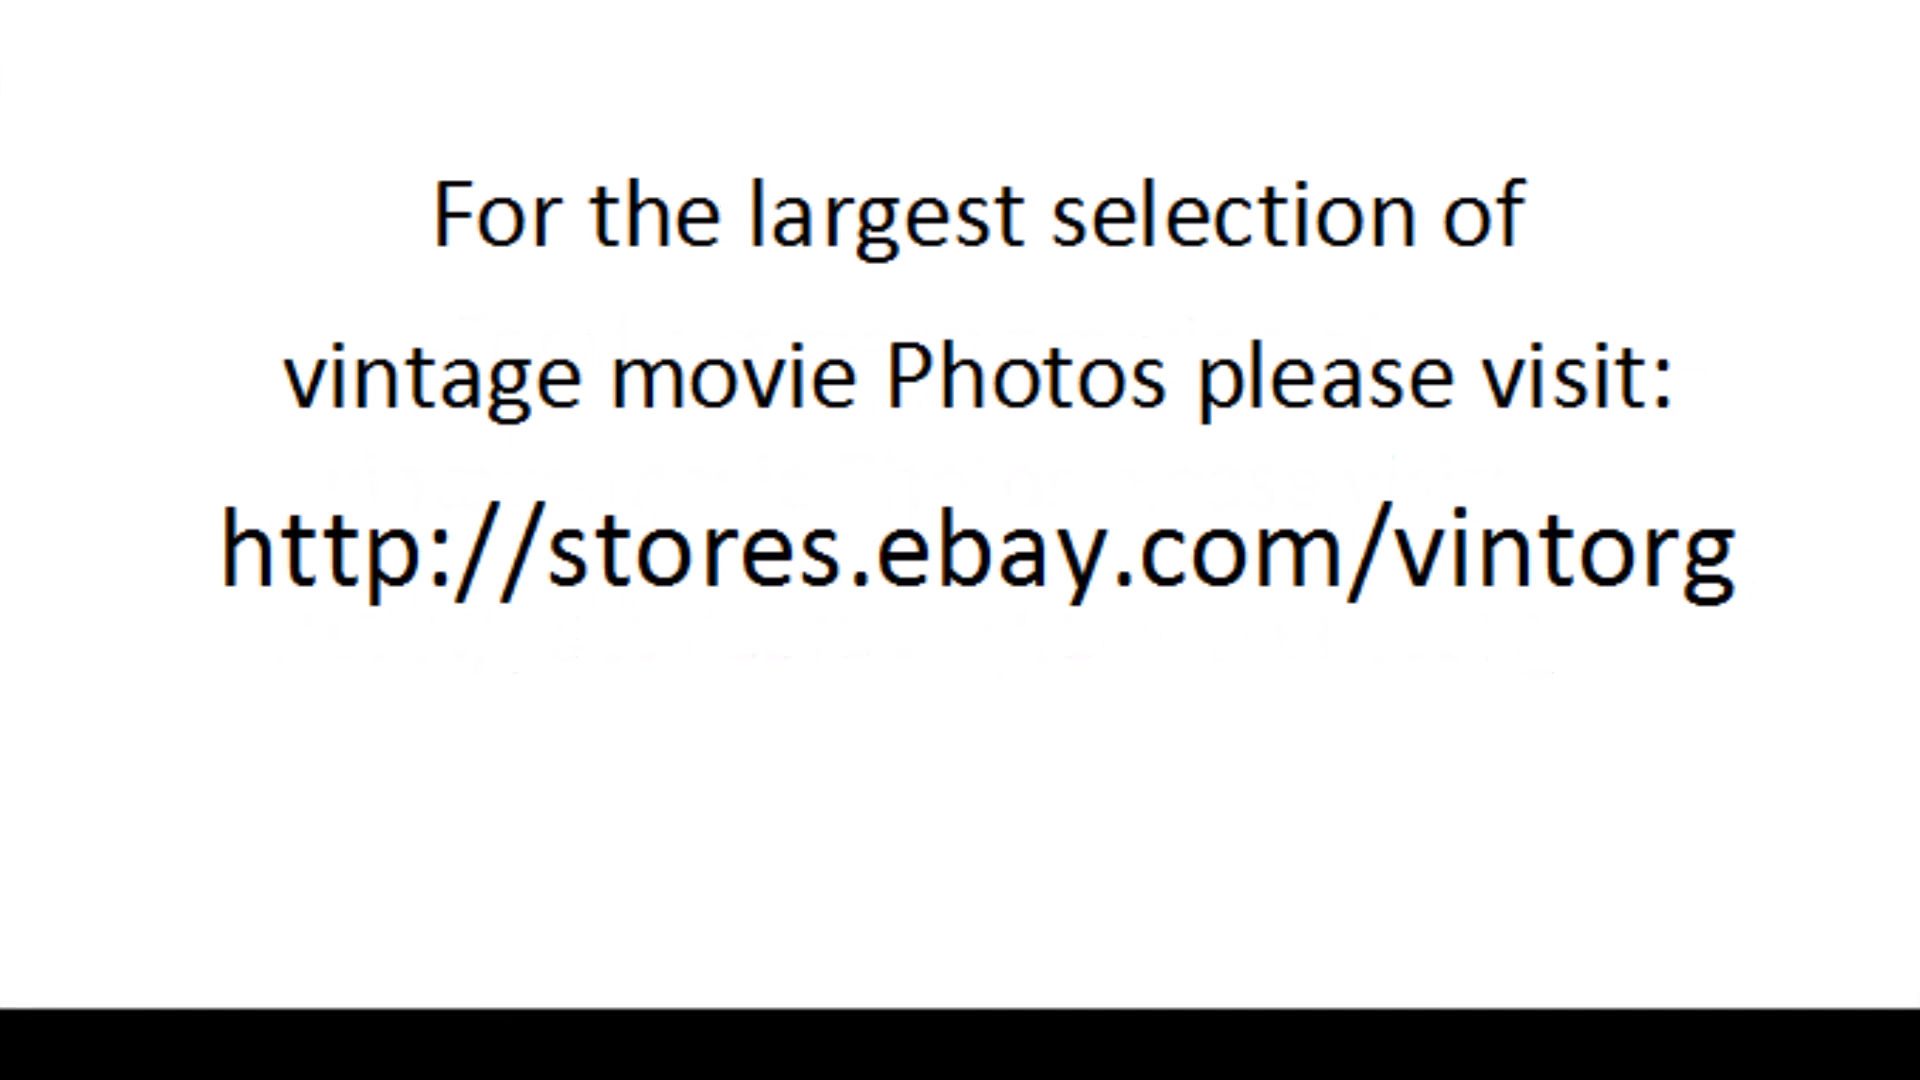 For the largest selection of
vintage movie Photos please visit:
http://stores.ebay.com/vintorg